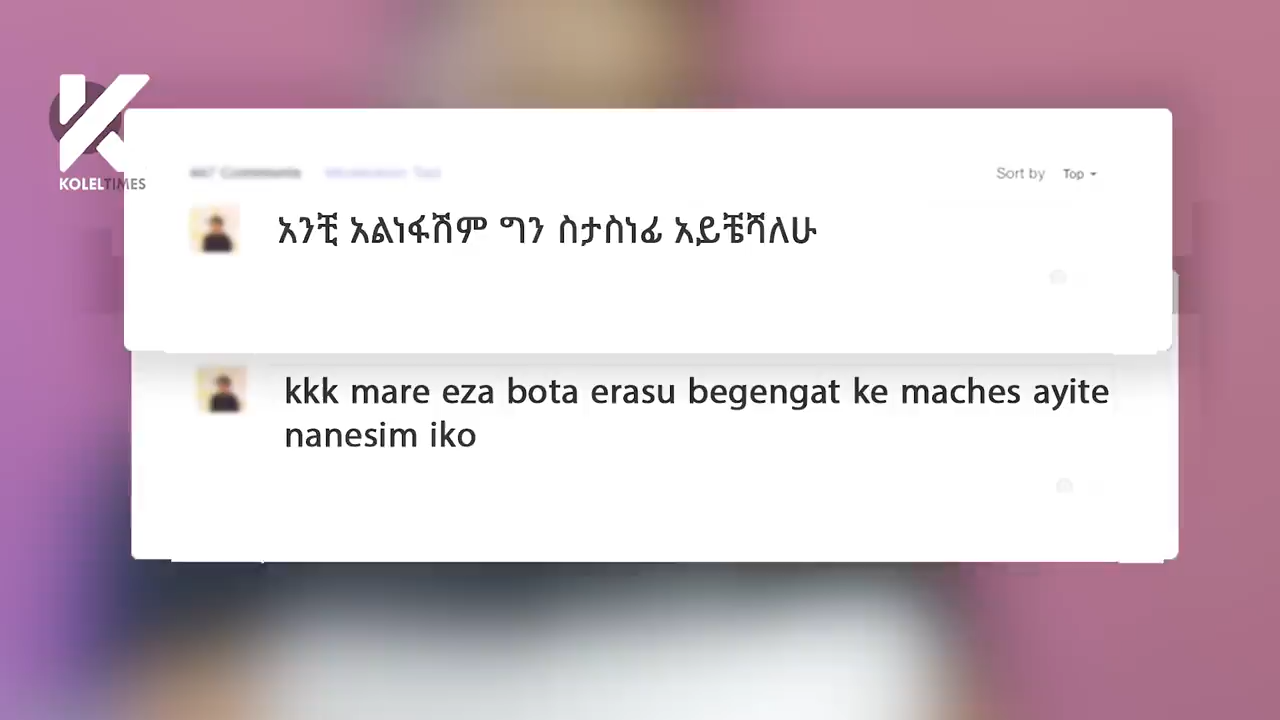 KOLELTIMES
Sort by Top
አንቺ አልነፋሽም ግን ስታስነፊ አይቼሻለሁ
kkk mare eza bota erasu begengat ke maches ayite
nanesim iko